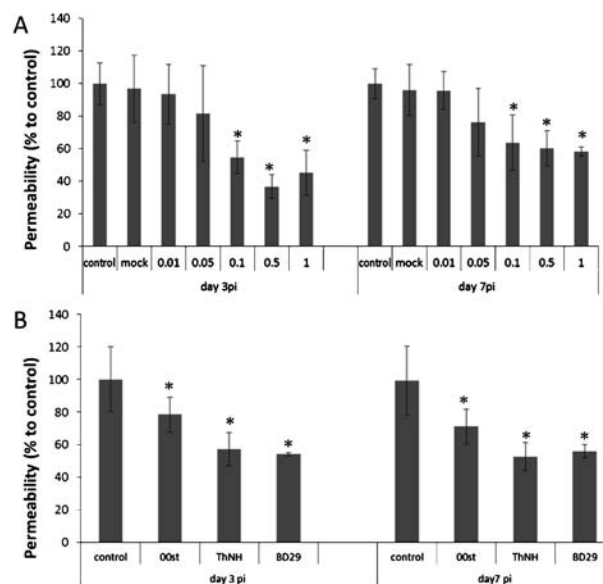 A
Permeability (% to control)
140
120
100
80
60
40
20
0
* * * * * *
control mock 0.01 0.05 0.1 0.5 1 control mock 0.01 0.05 0.1 0.5 1
day 3pi day 7pi
B
Permeability (% to control)
140
120
100
80
60
40
20
0
* * * * * *
control 00st ThNH BD29 control 00st ThNH BD29
day 3 pi day7 pi